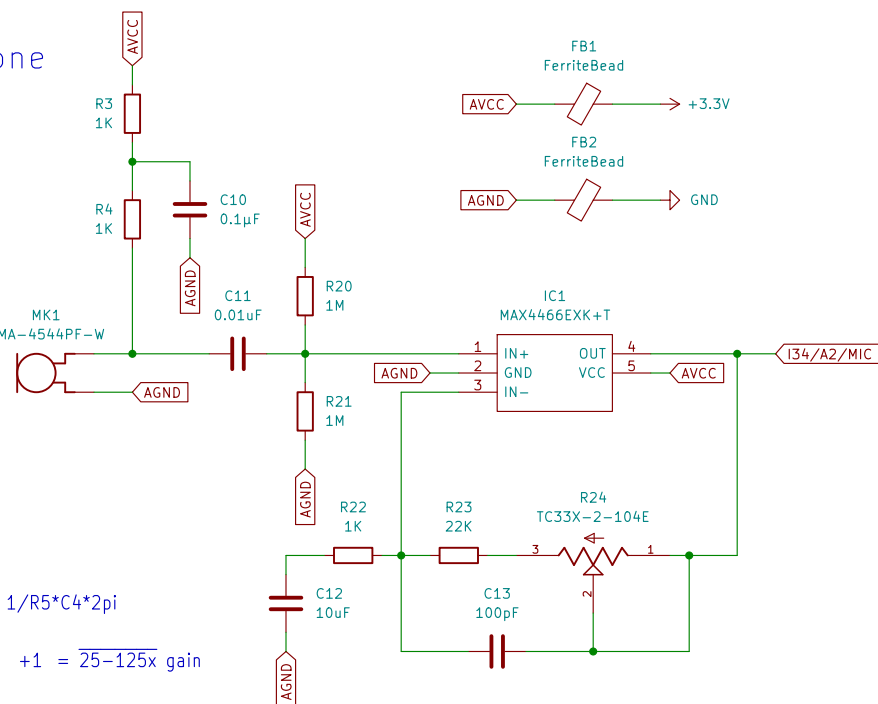 one
AVCC
R3
1K
R4
1K
C10
0.1µF
AGND
MK1
MA-4544PF-W
AGND
C11
0.01uF
AVCC
R20
1M
R21
1M
AGND
FB1
FerriteBead
AVCC
+3.3V
FB2
FerriteBead
AGND
GND
IC1
MAX4466EXK+T
1 IN+ OUT 4
2 GND VCC 5
3 IN-
AGND
AVCC
I34/A2/MIC
R22
1K
R23
22K
R24
TC33X-2-104E
3
1
2
C12
10uF
AGND
C13
100pF
1/R5*C4*2pi
+1 = 25-125x gain